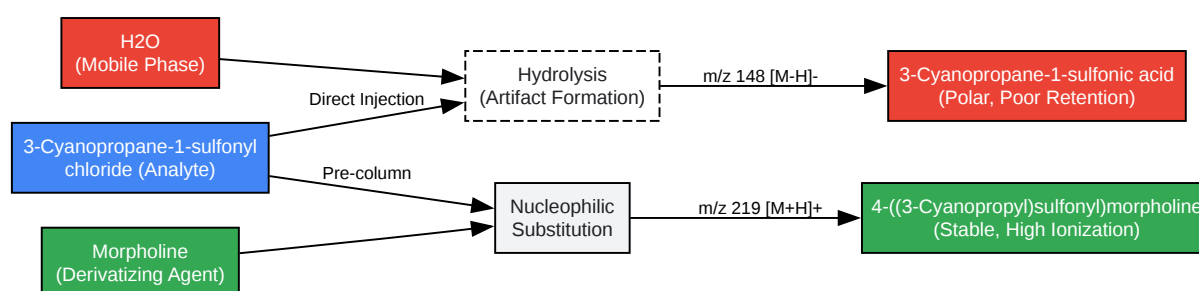 H2O
(Mobile Phase)
Hydrolysis
(Artifact Formation)
m/z 148 [M-H]-
3-Cyanopropane-1-sulfonic acid
(Polar, Poor Retention)
Direct Injection
3-Cyanopropane-1-sulfonyl
chloride (Analyte)
Pre-column
Nucleophilic
Substitution
m/z 219 [M+H]+
4-((3-Cyanopropyl)sulfonyl)morpholine
(Stable, High Ionization)
Morpholine
(Derivatizing Agent)